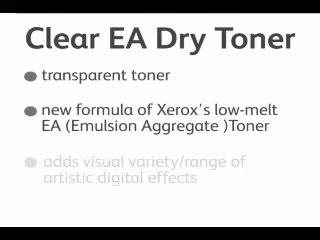 Clear EA Dry Toner
transparent toner
new formula of Xerox's low-melt
EA (Emulsion Aggregate )Toner
adds visual variety/range of
artistic digital effects